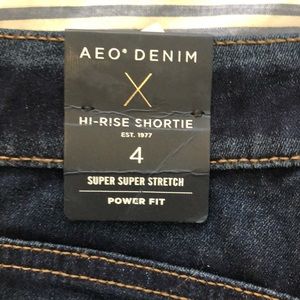 AEO® DENIM
X
HI-RISE SHORTIE
EST. 1977
4
SUPER SUPER STRETCH
POWER FIT